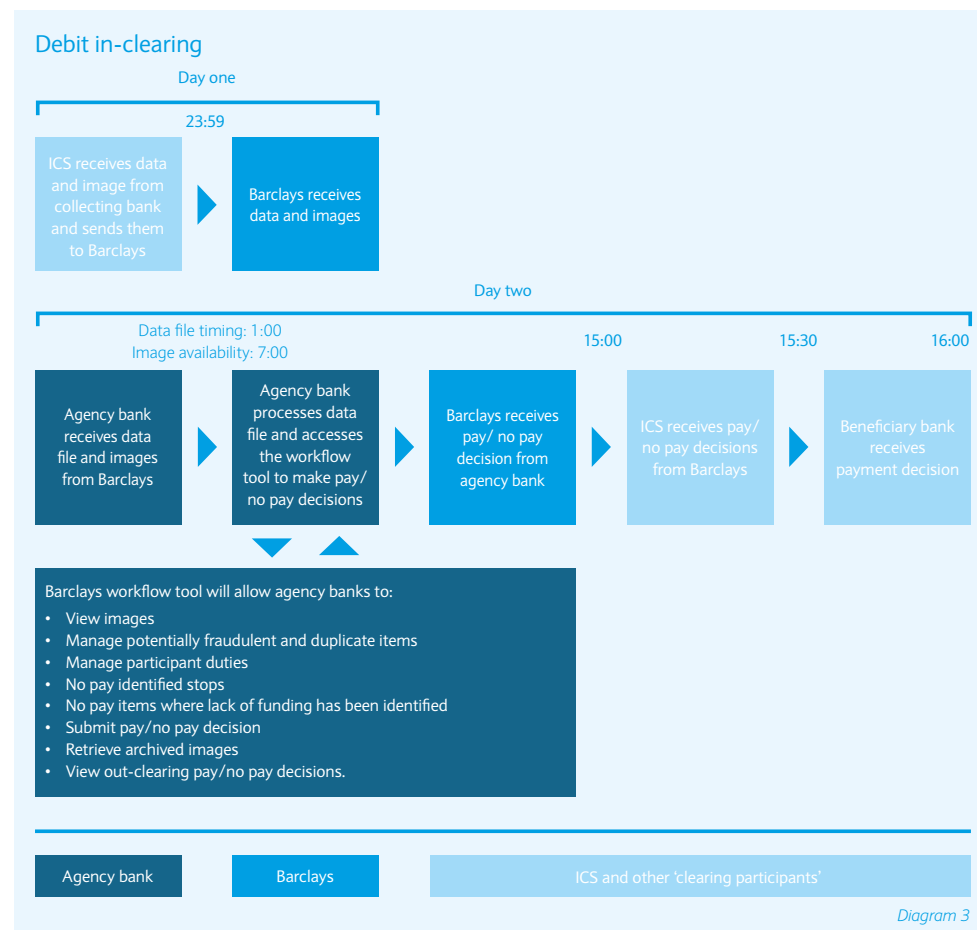 Debit in-clearing
Day one
23:59
ICS receives data
and image from
collecting bank
and sends them
to Barclays
Barclays receives
data and images
Day two
Data file timing: 1:00
Image availability: 7:00
15:00
15:30
16:00
Agency bank
receives data
file and images
from Barclays
Agency bank
processes data
file and accesses
the workflow
tool to make pay/
no pay decisions
Barclays receives
pay/ no pay
decision from
agency bank
ICS receives pay/
no pay decisions
from Barclays
Beneficiary bank
receives
payment decision
Barclays workflow tool will allow agency banks to:
• View images
• Manage potentially fraudulent and duplicate items
• Manage participant duties
• No pay identified stops
• No pay items where lack of funding has been identified
• Submit pay/no pay decision
• Retrieve archived images
• View out-clearing pay/no pay decisions.
Agency bank
Barclays
ICS and other ‘clearing participants’
Diagram 3